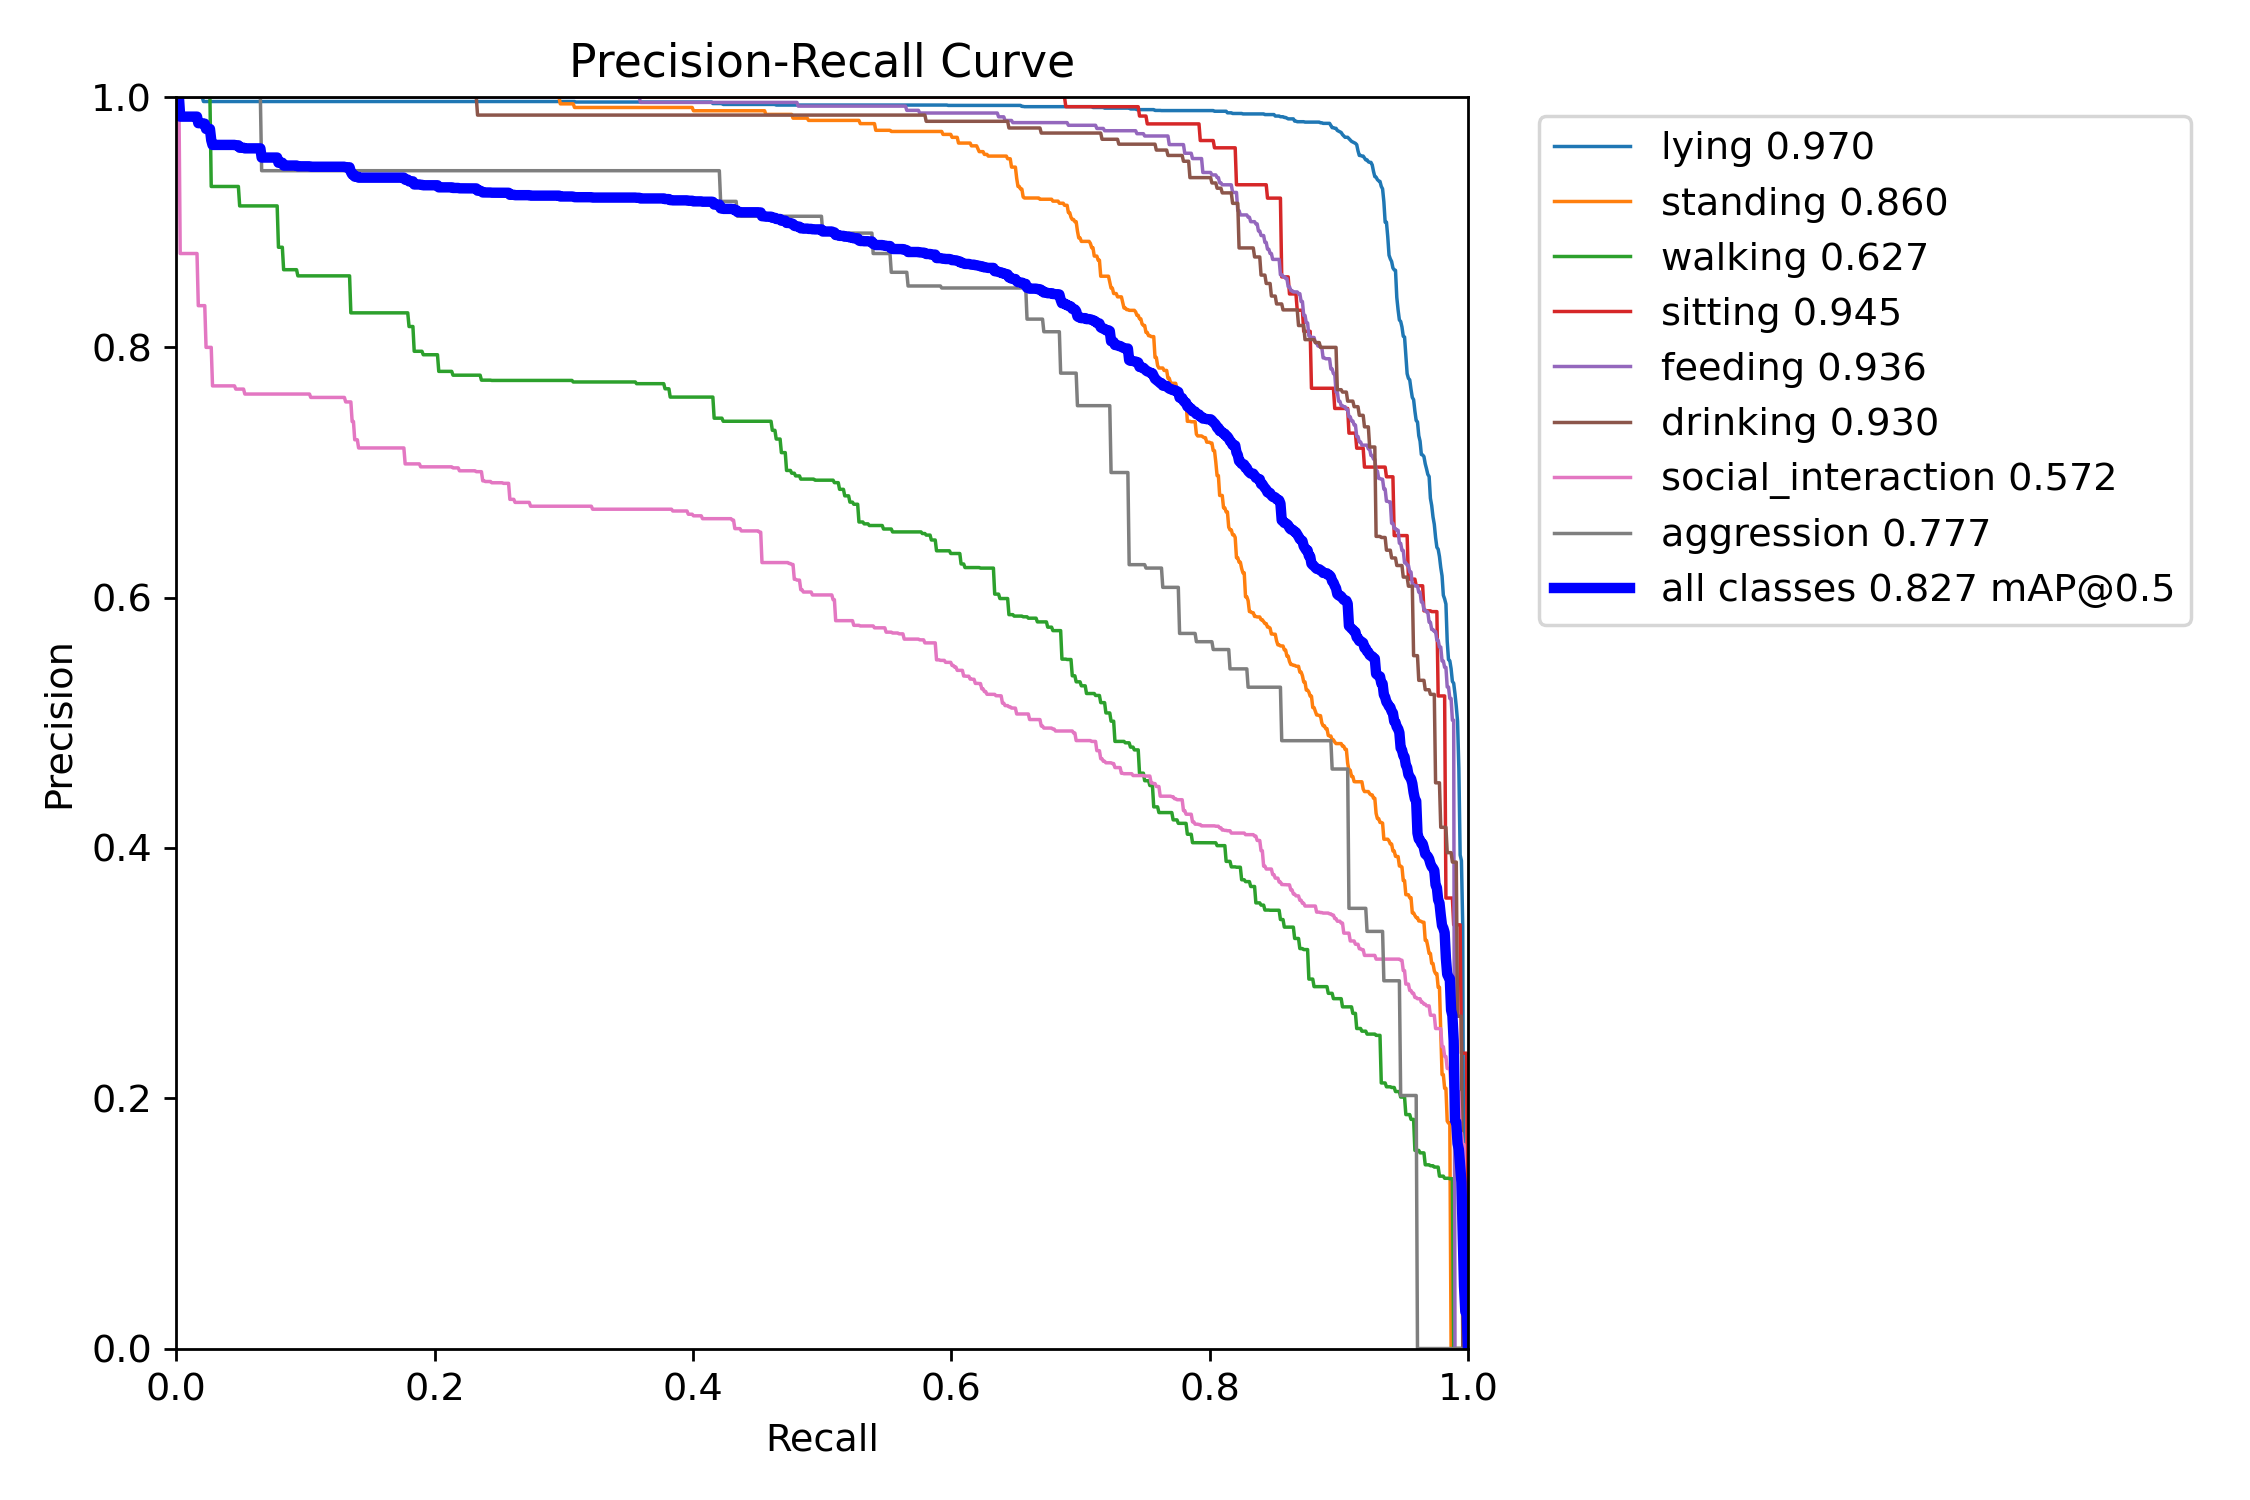 Precision-Recall Curve
1.0
0.8
0.6
0.4
0.2
0.0
Precision
0.0 0.2 0.4 0.6 0.8 1.0
Recall
lying 0.970
standing 0.860
walking 0.627
sitting 0.945
feeding 0.936
drinking 0.930
social_interaction 0.572
aggression 0.777
all classes 0.827 mAP@0.5